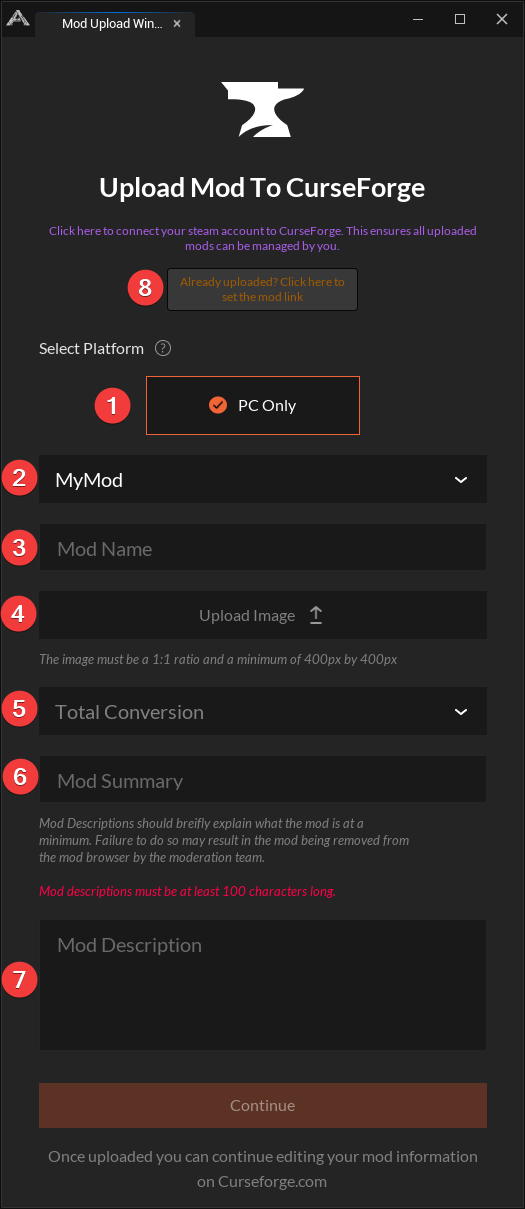 Mod Upload Win...
Upload Mod To CurseForge
Click here to connect your steam account to CurseForge. This ensures all uploaded
mods can be managed by you.
8
Already uploaded? Click here to
set the mod link
Select Platform ?
1
PC Only
2
MyMod
3
Mod Name
4
Upload Image
The image must be a 1:1 ratio and a minimum of 400px by 400px
5
Total Conversion
6
Mod Summary
Mod Descriptions should breifly explain what the mod is at a
minimum. Failure to do so may result in the mod being removed from
the mod browser by the moderation team.
Mod descriptions must be at least 100 characters long.
7
Mod Description
Continue
Once uploaded you can continue editing your mod information
on Curseforge.com